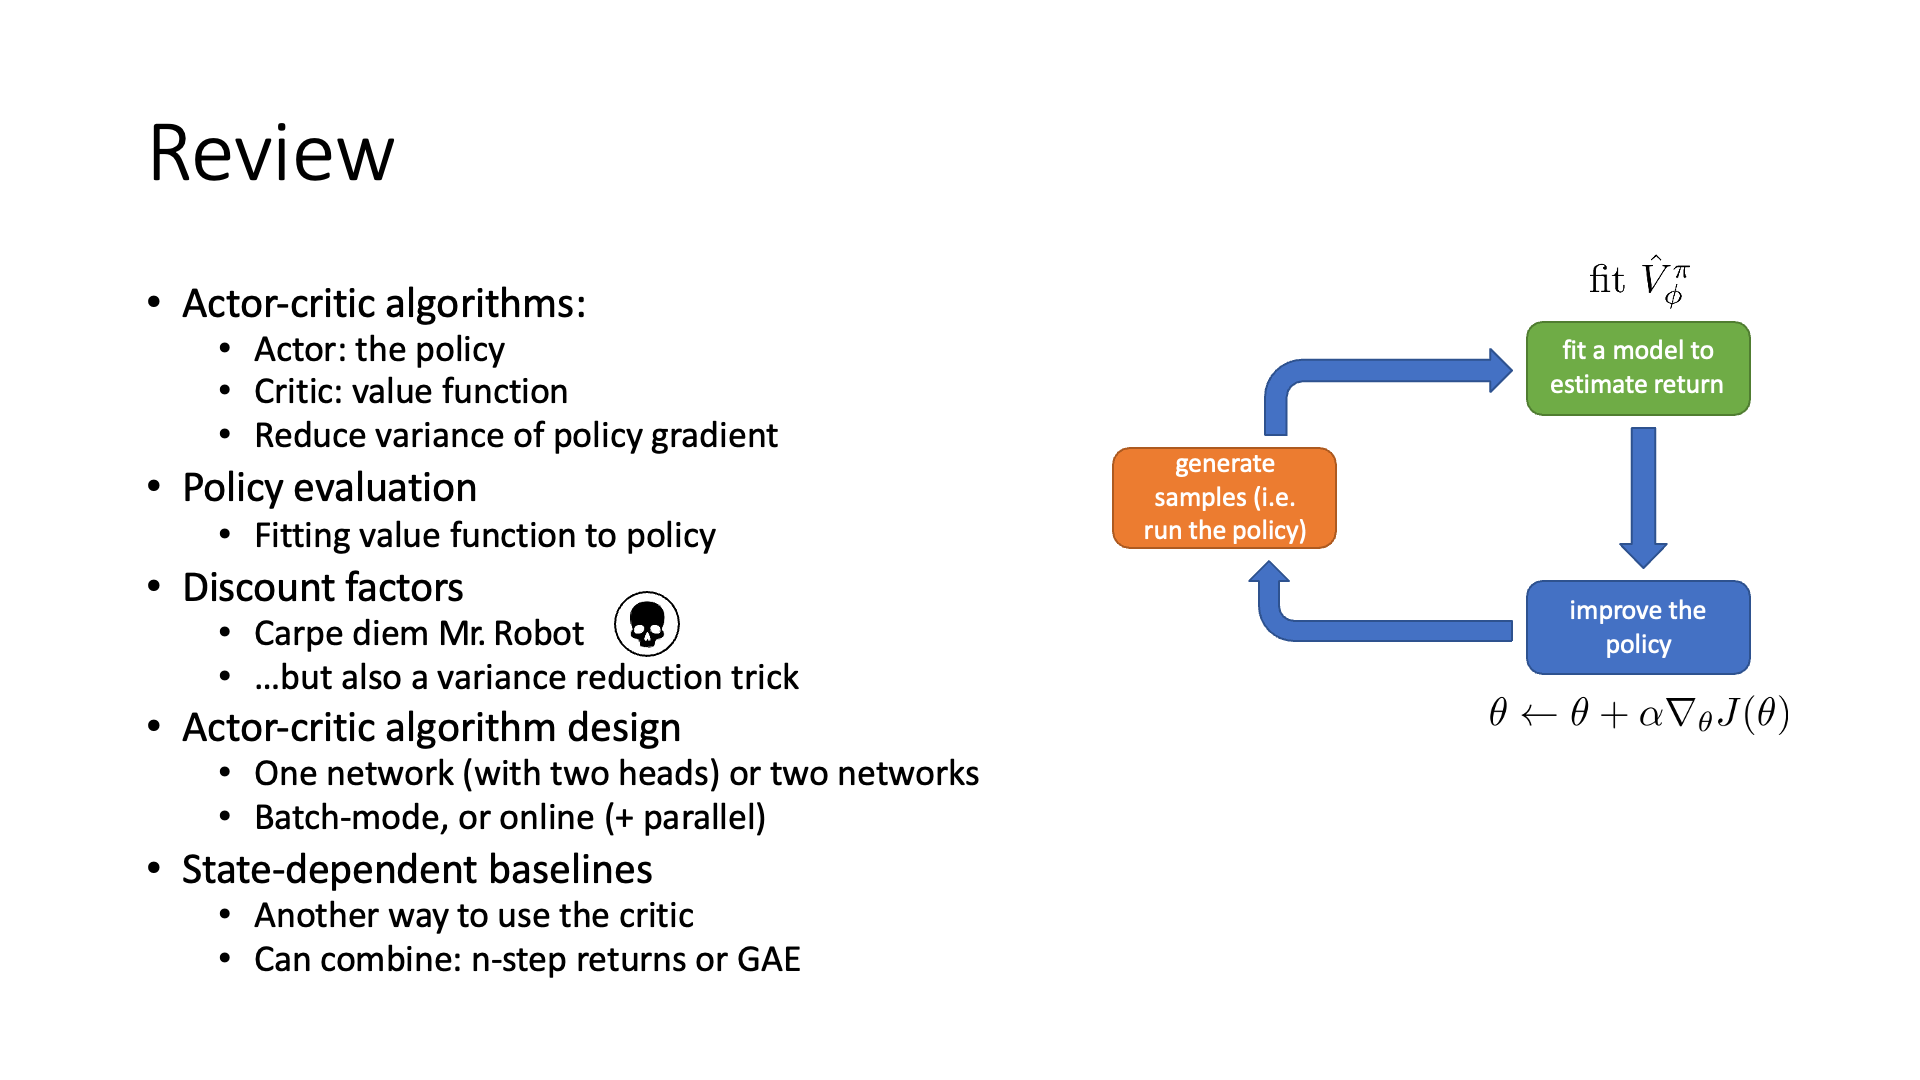 Review
• Actor-critic algorithms:
• Actor: the policy
• Critic: value function
• Reduce variance of policy gradient
• Policy evaluation
• Fitting value function to policy
• Discount factors
• Carpe diem Mr. Robot
• …but also a variance reduction trick
• Actor-critic algorithm design
• One network (with two heads) or two networks
• Batch-mode, or online (+ parallel)
• State-dependent baselines
• Another way to use the critic
• Can combine: n-step returns or GAE
fit $\hat{V}^{\pi}_{\phi}$
fit a model to
estimate return
generate
samples (i.e.
run the policy)
improve the
policy
$\theta \leftarrow \theta + \alpha \nabla_{\theta} J(\theta)$